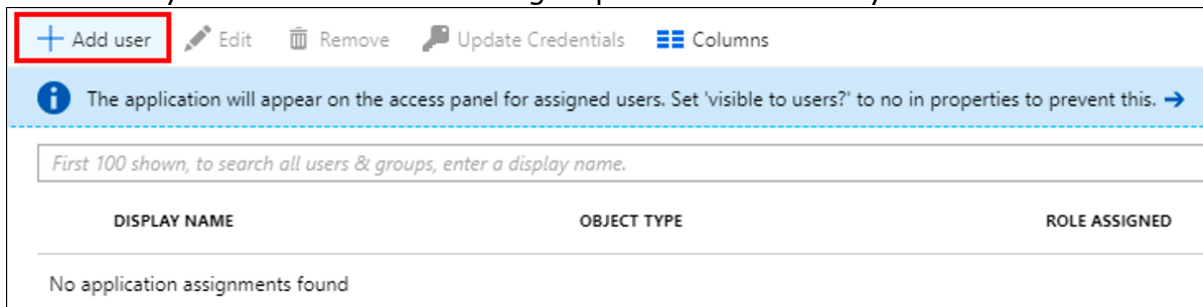 Add user Edit Remove Update Credentials Columns
The application will appear on the access panel for assigned users. Set 'visible to users?' to no in properties to prevent this. →
First 100 shown, to search all users & groups, enter a display name.
DISPLAY NAME OBJECT TYPE ROLE ASSIGNED
No application assignments found